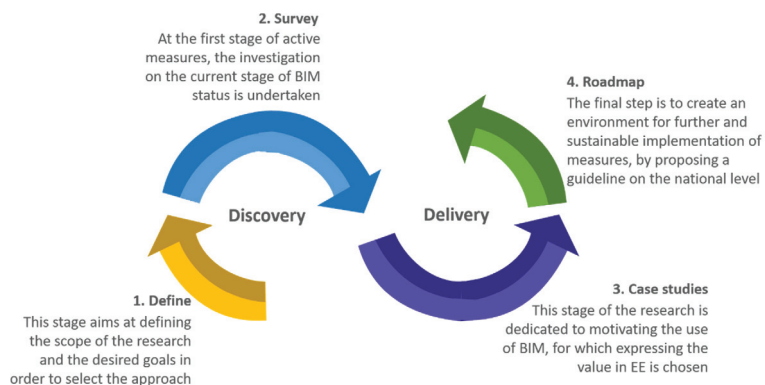 1. Define
This stage aims at defining
the scope of the research
and the desired goals in
order to select the approach
2. Survey
At the first stage of active
measures, the investigation
on the current stage of BIM
status is undertaken
Discovery
Delivery
3. Case studies
This stage of the research is
dedicated to motivating the use
of BIM, for which expressing the
value in EE is chosen
4. Roadmap
The final step is to create an
environment for further and
sustainable implementation of
measures, by proposing a
guideline on the national level